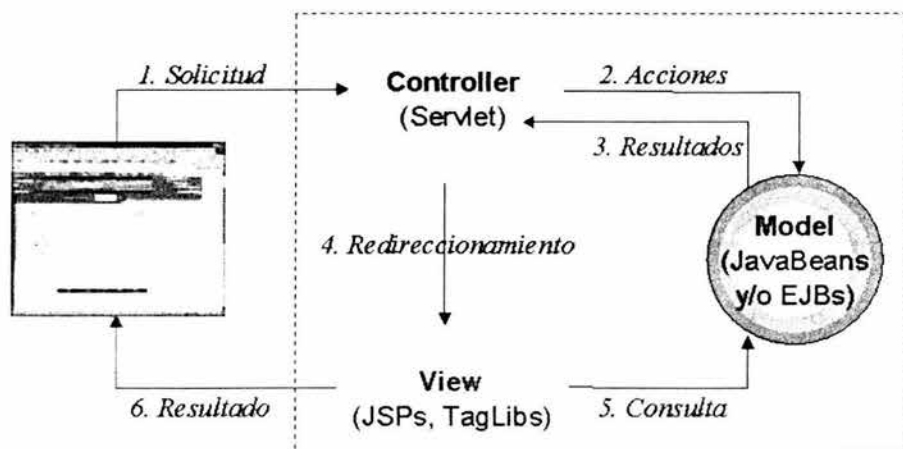 1. Solicitud
Controller
(Servlet)
2. Acciones
3. Resultados
4. Redireccionamiento
Model
(JavaBeans
y/o EJBs)
View
(JSPs, TagLibs)
5. Consulta
6. Resultado